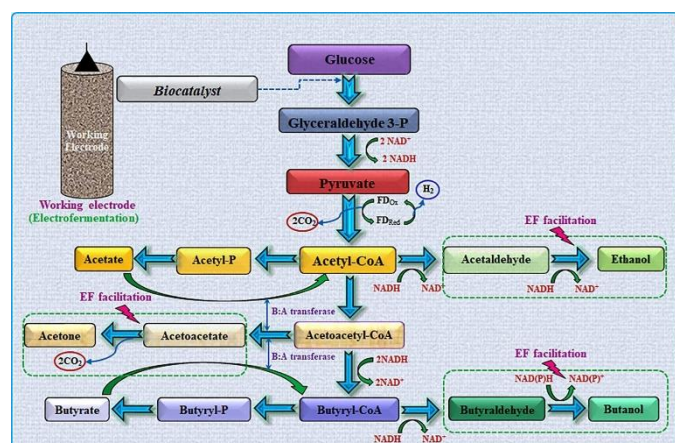 Glucose
Biocatalyst
Glyceraldehyde 3-P
Working
Electrode
2 NAD⁺
2 NADH
Pyruvate
Working electrode
(Electrofermentation)
H₂
FDOx
2CO₂
FDRed
EF facilitation
Acetate
Acetyl-P
Acetyl-CoA
Acetaldehyde
Ethanol
NADH
NAD⁺
NADH
NAD⁺
EF facilitation
B:A transferase
Acetone
Acetoacetate
Acetoacetyl-CoA
2CO₂
B:A transferase
2NADH
2NAD⁺
EF facilitation
NAD(P)H
NAD(P)⁺
Butyrate
Butyryl-P
Butyryl-CoA
Butyraldehyde
Butanol
NADH
NAD⁺